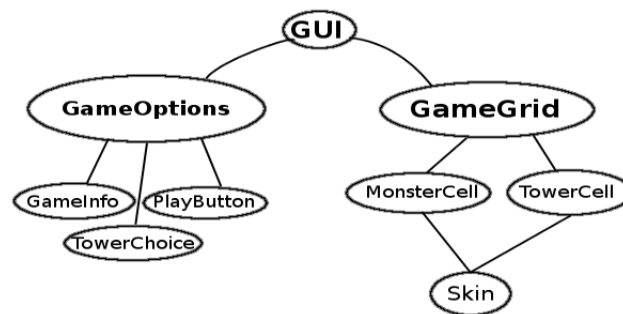 GUI
GameOptions
GameGrid
GameInfo
PlayButton
TowerChoice
MonsterCell
TowerCell
Skin